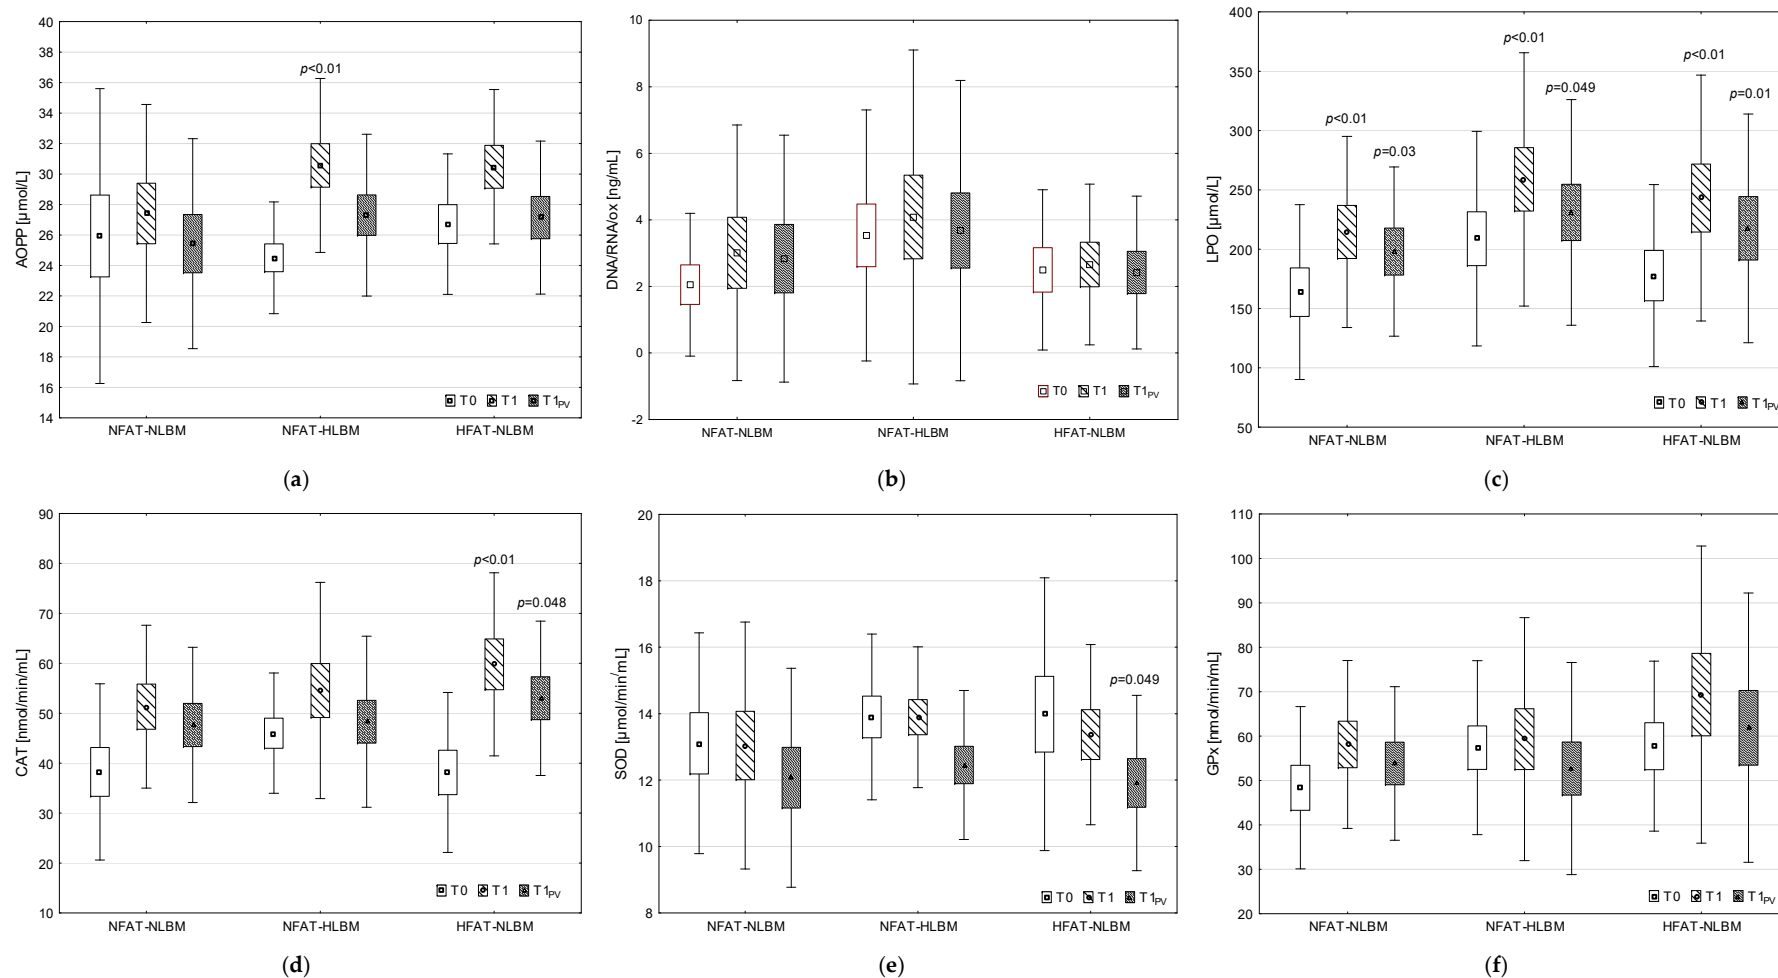 AOPP [µmol/L]
40
38
36
34
32
30
28
26
24
22
20
18
16
14
p<0.01
T0 T1 T1PV
NFAT-NLBM NFAT-HLBM HFAT-NLBM
(a)
DNA/RNA/ox [ng/mL]
10
8
6
4
2
0
-2
T0 T1 T1PV
NFAT-NLBM NFAT-HLBM HFAT-NLBM
(b)
LPO [µmol/L]
400
350
300
250
200
150
100
50
p<0.01
p=0.03
p<0.01
p=0.049
p<0.01
p=0.01
T0 T1 T1PV
NFAT-NLBM NFAT-HLBM HFAT-NLBM
(c)
CAT [nmol/min/mL]
90
80
70
60
50
40
30
20
10
p<0.01
p=0.048
T0 T1 T1PV
NFAT-NLBM NFAT-HLBM HFAT-NLBM
(d)
SOD [µmol/min/mL]
20
18
16
14
12
10
8
p=0.049
T0 T1 T1PV
NFAT-NLBM NFAT-HLBM HFAT-NLBM
(e)
GPx [nmol/min/mL]
110
100
90
80
70
60
50
40
30
20
T0 T1 T1PV
NFAT-NLBM NFAT-HLBM HFAT-NLBM
(f)